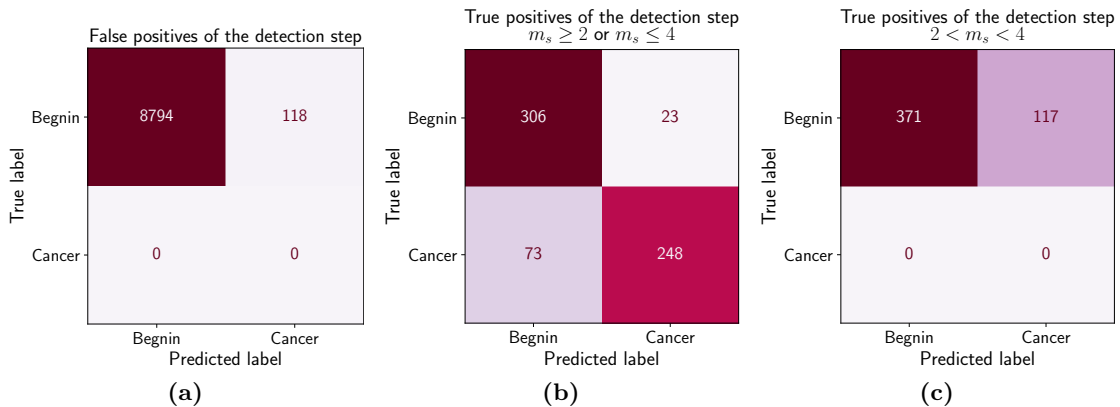 False positives of the detection step
True label
Begnin
8794
118
Cancer
0
0
Begnin
Cancer
Predicted label
(a)
True positives of the detection step
$m_s \geq 2$ or $m_s \leq 4$
True label
Begnin
306
23
Cancer
73
248
Begnin
Cancer
Predicted label
(b)
True positives of the detection step
$2 < m_s < 4$
True label
Begnin
371
117
Cancer
0
0
Begnin
Cancer
Predicted label
(c)